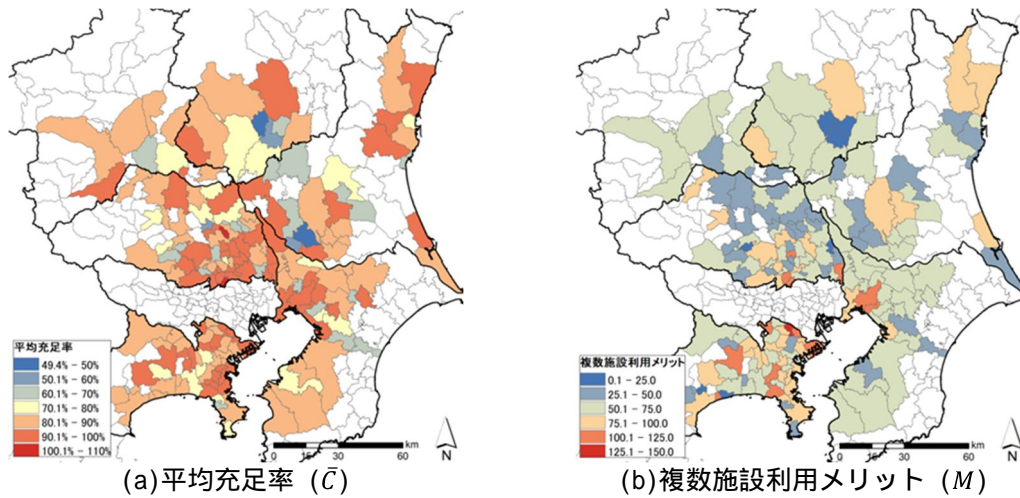 平均充足率
49.4% - 50%
50.1% - 60%
60.1% - 70%
70.1% - 80%
80.1% - 90%
90.1% - 100%
100.1% - 110%
km
0 15 30 60
N
(a)平均充足率 (C̄)
複数施設利用メリット
0.1 - 25.0
25.1 - 50.0
50.1 - 75.0
75.1 - 100.0
100.1 - 125.0
125.1 - 150.0
km
0 15 30 60
N
(b)複数施設利用メリット (M)